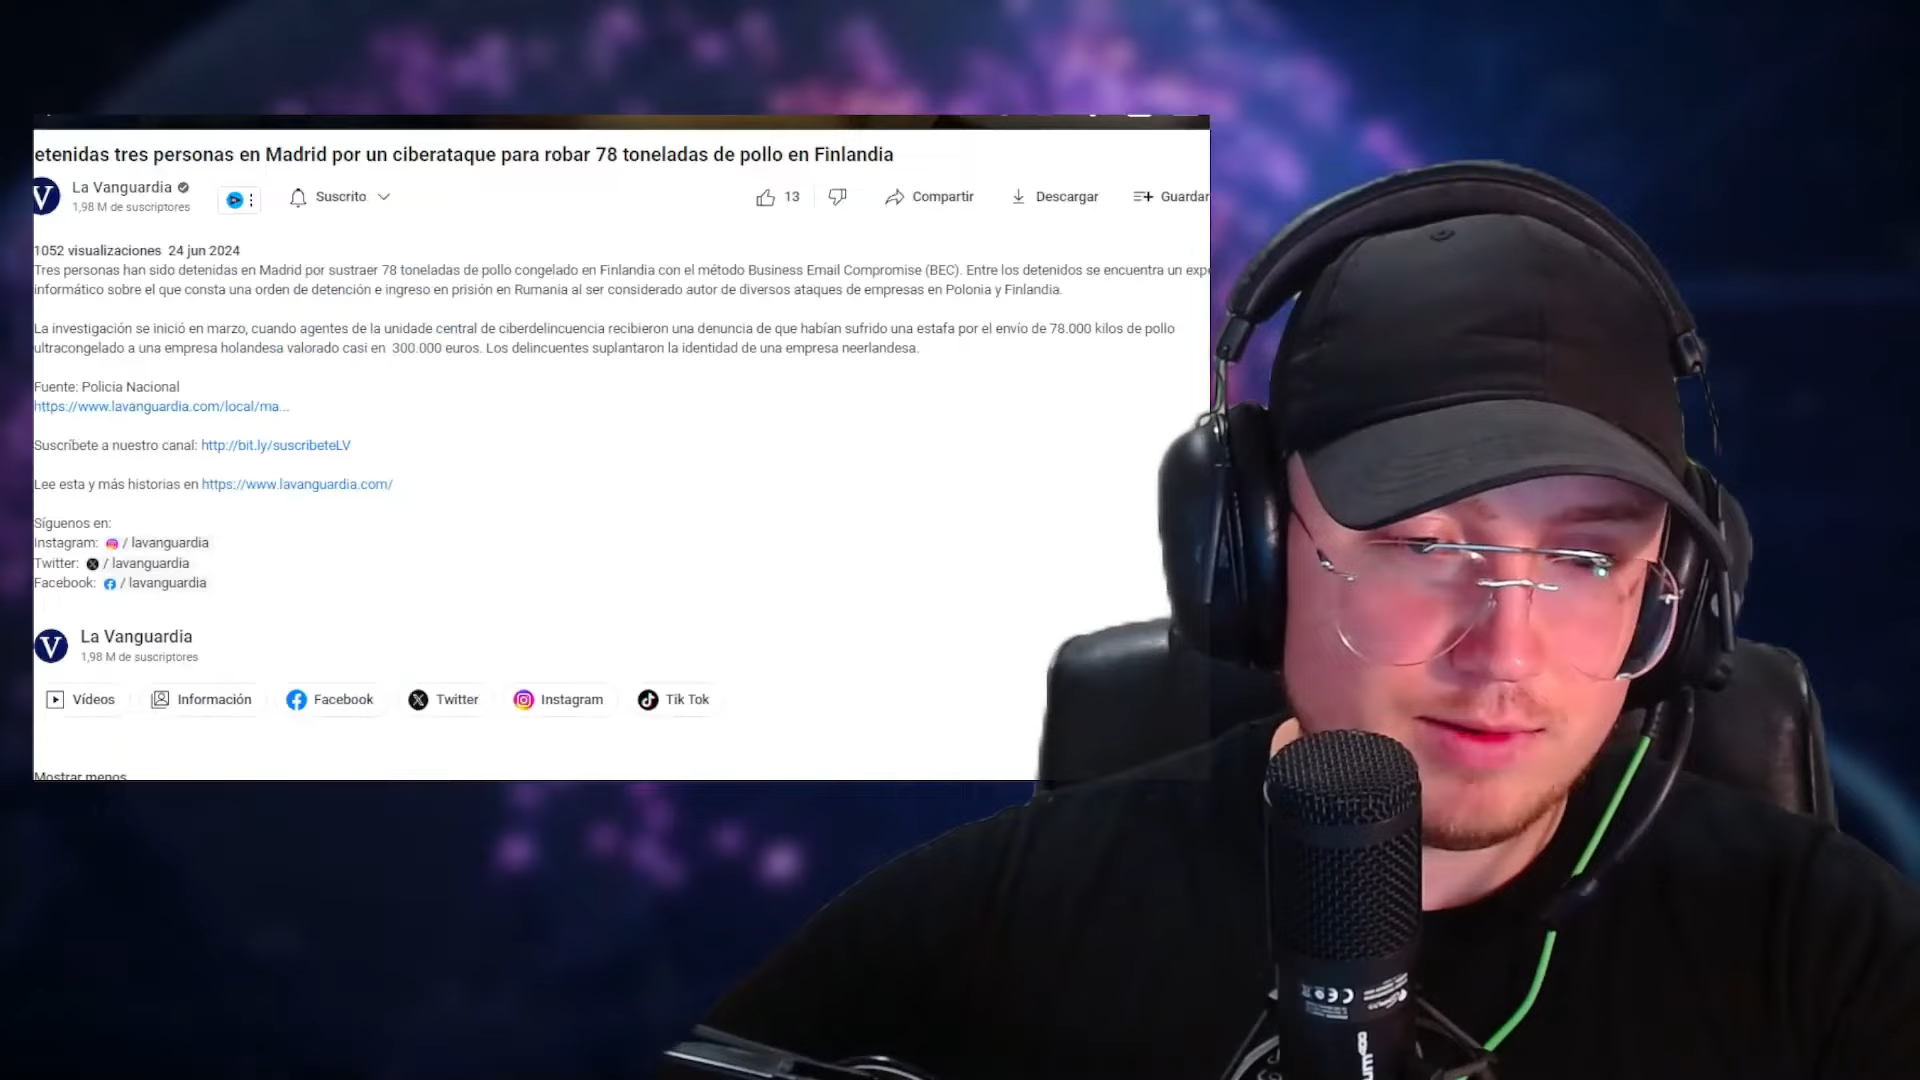 etenidas tres personas en Madrid por un ciberataque para robar 78 toneladas de pollo en Finlandia
V
La Vanguardia
1,98 M de suscriptores
Suscrito
13
Compartir
Descargar
Guardar
1052 visualizaciones 24 jun 2024
Tres personas han sido detenidas en Madrid por sustraer 78 toneladas de pollo congelado en Finlandia con el método Business Email Compromise (BEC). Entre los detenidos se encuentra un expe
informático sobre el que consta una orden de detención e ingreso en prisión en Rumania al ser considerado autor de diversos ataques de empresas en Polonia y Finlandia.
La investigación se inició en marzo, cuando agentes de la unidade central de ciberdelincuencia recibieron una denuncia de que habían sufrido una estafa por el envío de 78.000 kilos de pollo
ultracongelado a una empresa holandesa valorado casi en 300.000 euros. Los delincuentes suplantaron la identidad de una empresa neerlandesa.
Fuente: Policia Nacional
https://www.lavanguardia.com/local/ma...
Suscríbete a nuestro canal: http://bit.ly/suscribeteLV
Lee esta y más historias en https://www.lavanguardia.com/
Síguenos en:
Instagram: / lavanguardia
Twitter: X / lavanguardia
Facebook: / lavanguardia
V
La Vanguardia
1,98 M de suscriptores
Vídeos
Información
Facebook
Twitter
Instagram
Tik Tok
Mostrar menos
CE